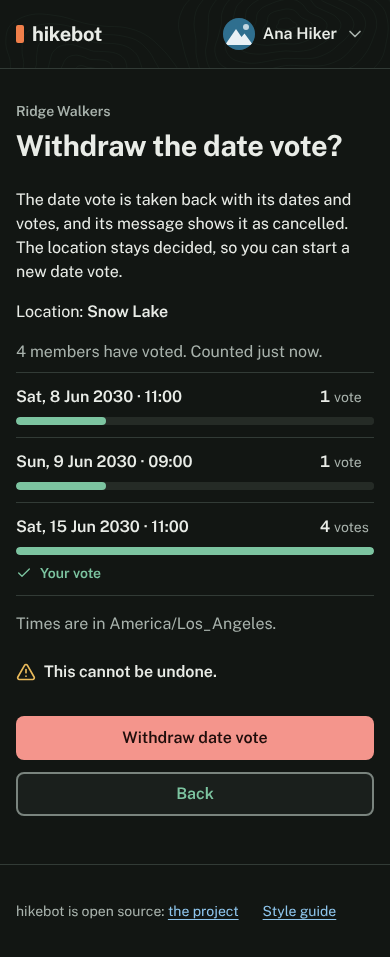 hikebot
Ana Hiker
Ridge Walkers
Withdraw the date vote?
The date vote is taken back with its dates and
votes, and its message shows it as cancelled.
The location stays decided, so you can start a
new date vote.
Location: Snow Lake
4 members have voted. Counted just now.
Sat, 8 Jun 2030 · 11:00 1 vote
Sun, 9 Jun 2030 · 09:00 1 vote
Sat, 15 Jun 2030 · 11:00 4 votes
Your vote
Times are in America/Los_Angeles.
This cannot be undone.
Withdraw date vote
Back
hikebot is open source: the project Style guide